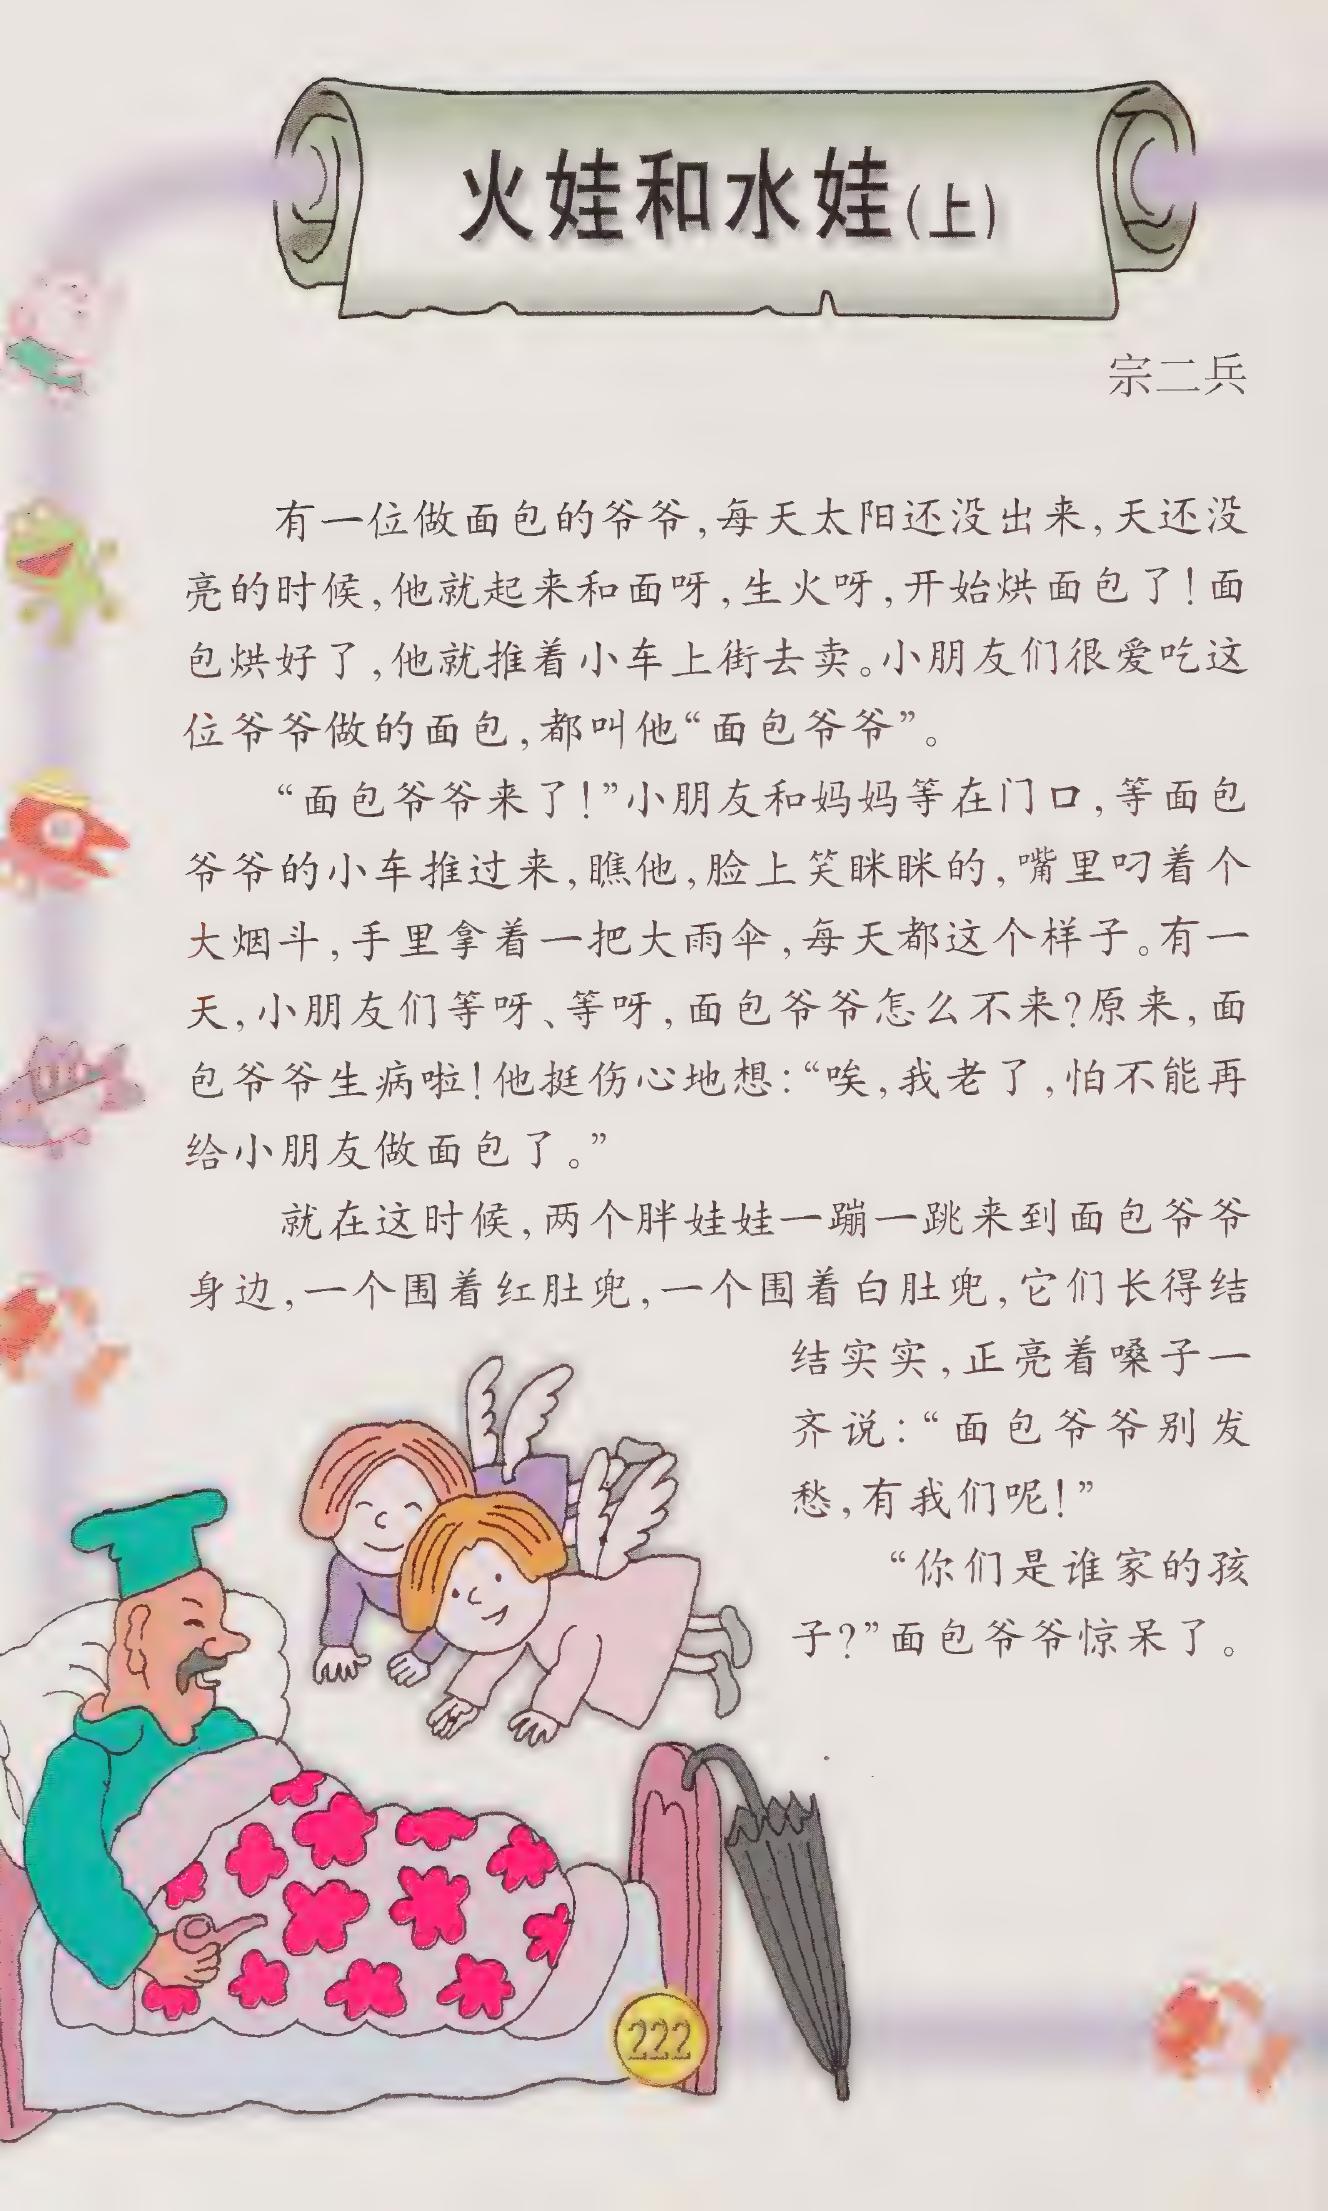 火娃和水娃(上)
宗二兵
有一位做面包的爷爷,每天太阳还没出来,天还没
亮的时候,他就起来和面呀,生火呀,开始烘面包了!面
包烘好了,他就推着小车上街去卖。小朋友们很爱吃这
位爷爷做的面包,都叫他“面包爷爷”。
“面包爷爷来了!”小朋友和妈妈等在门口,等面包
爷爷的小车推过来,瞧他,脸上笑眯眯的,嘴里叼着个
大烟斗,手里拿着一把大雨伞,每天都这个样子。有一
天,小朋友们等呀、等呀,面包爷爷怎么不来?原来,面
包爷爷生病啦!他挺伤心地想:“唉,我老了,怕不能再
给小朋友做面包了。”
就在这时候,两个胖娃娃一蹦一跳来到面包爷爷
身边,一个围着红肚兜,一个围着白肚兜,它们长得结
结实实,正亮着嗓子一
齐说:“面包爷爷别发
愁,有我们呢!”
“你们是谁家的孩
子?”面包爷爷惊呆了。
222